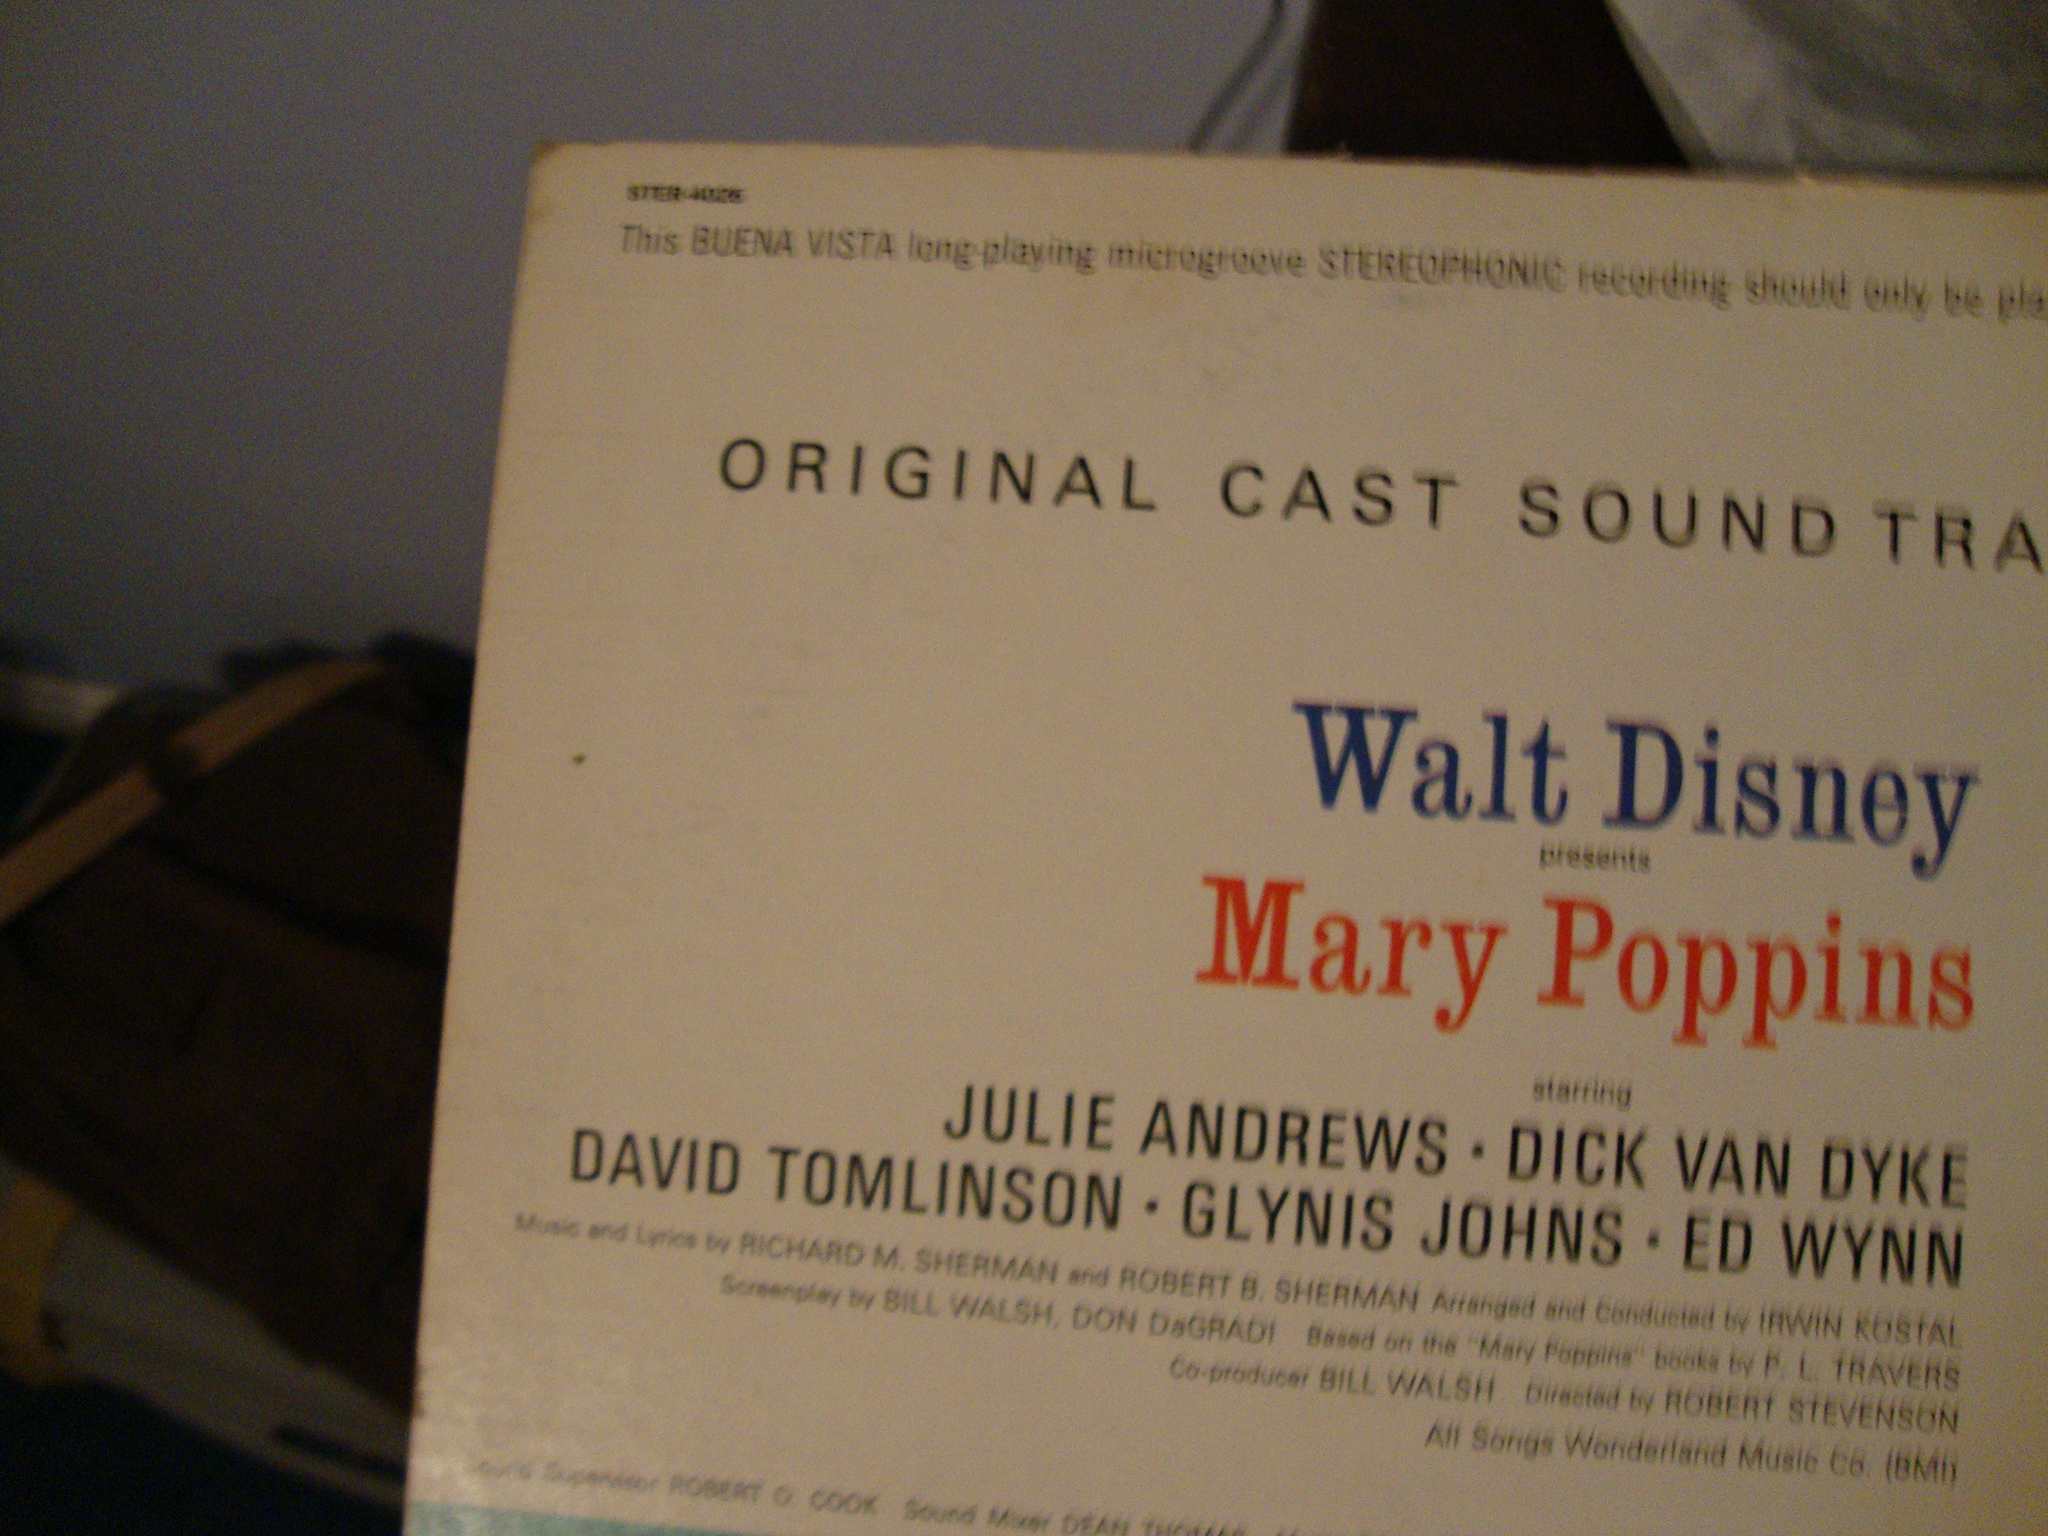 STER-4026
This BUENA VISTA long-playing microgroove STEREOPHONIC recording should only be pla
ORIGINAL CAST SOUND TRA
Walt Disney
presents
Mary Poppins
starring
JULIE ANDREWS · DICK VAN DYKE
DAVID TOMLINSON · GLYNIS JOHNS · ED WYNN
Music and Lyrics by RICHARD M. SHERMAN and ROBERT B. SHERMAN Arranged and Conducted by IRWIN KOSTAL
Screenplay by BILL WALSH, DON DaGRADI Based on the "Mary Poppins" books by P. L. TRAVERS
Co-producer BILL WALSH Directed by ROBERT STEVENSON
All Songs Wonderland Music Co. (BMI)
Sound Supervisor ROBERT O. COOK Sound Mixer DEAN THOMAS